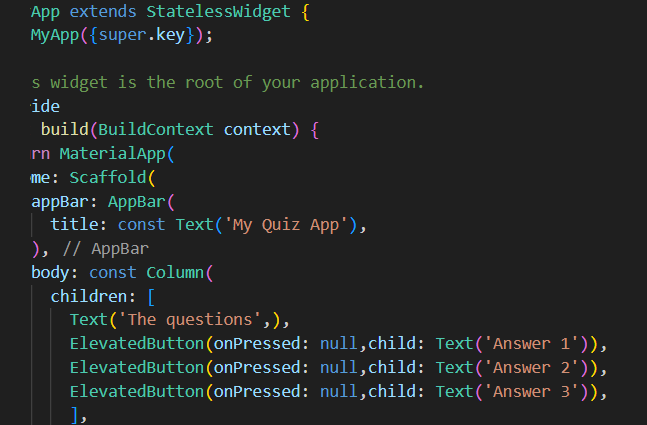 App extends StatelessWidget {
MyApp({super.key});
s widget is the root of your application.
ide
build(BuildContext context) {
rn MaterialApp(
me: Scaffold(
appBar: AppBar(
title: const Text('My Quiz App'),
), // AppBar
body: const Column(
children: [
Text('The questions',),
ElevatedButton(onPressed: null,child: Text('Answer 1')),
ElevatedButton(onPressed: null,child: Text('Answer 2')),
ElevatedButton(onPressed: null,child: Text('Answer 3')),
],